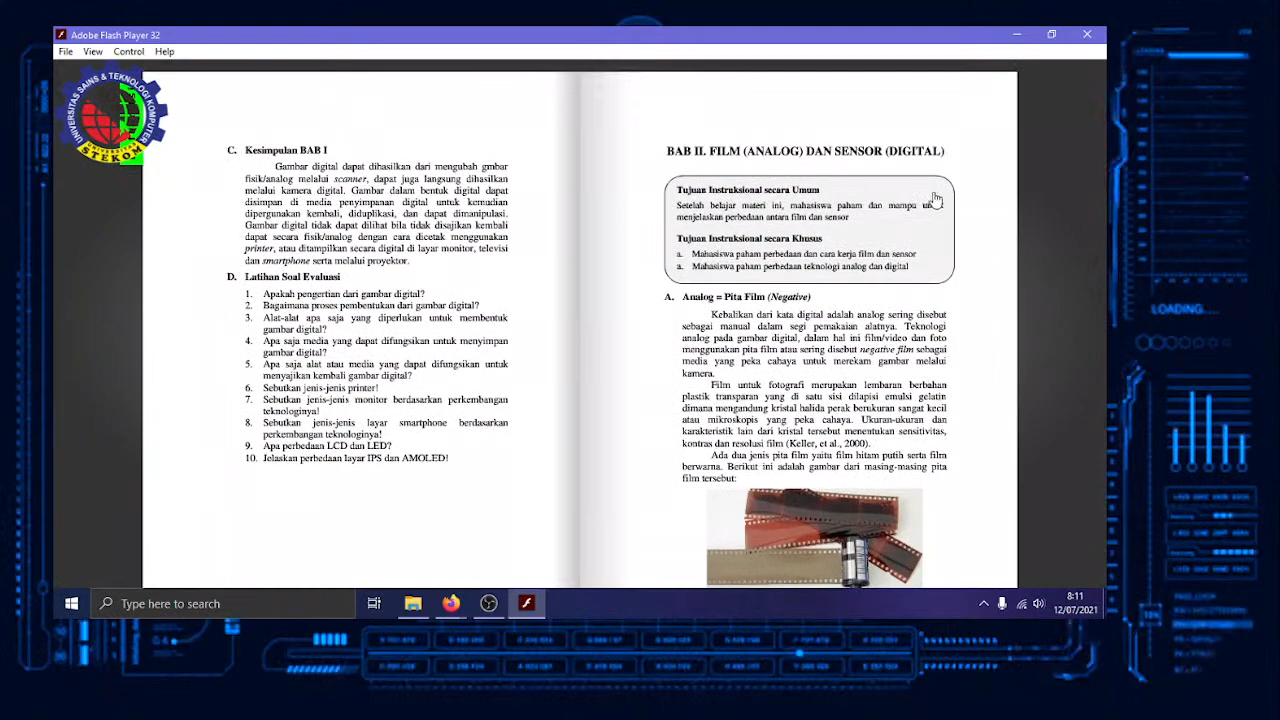 Adobe Flash Player 32
File View Control Help
UNIVERSITAS SAINS & TEKNOLOGI KOMPUTER
UNIVERSITAS
STEKOM
C. Kesimpulan BAB I
Gambar digital dapat dihasilkan dari mengubah gmbar
fisik/analog melalui scanner, dapat juga langsung dihasilkan
melalui kamera digital. Gambar dalam bentuk digital dapat
disimpan di media penyimpanan digital untuk kemudian
dipergunakan kembali, diduplikasi, dan dapat dimanipulasi.
Gambar digital tidak dapat dilihat bila tidak disajikan kembali
dapat secara fisik/analog dengan cara dicetak menggunakan
printer, atau ditampilkan secara digital di layar monitor, televisi
dan smartphone serta melalui proyektor.
D. Latihan Soal Evaluasi
1. Apakah pengertian dari gambar digital?
2. Bagaimana proses pembentukan dari gambar digital?
3. Alat-alat apa saja yang diperlukan untuk membentuk
gambar digital?
4. Apa saja media yang dapat difungsikan untuk menyimpan
gambar digital?
5. Apa saja alat atau media yang dapat difungsikan untuk
menyajikan kembali gambar digital?
6. Sebutkan jenis-jenis printer!
7. Sebutkan jenis-jenis monitor berdasarkan perkembangan
teknologinya!
8. Sebutkan jenis-jenis layar smartphone berdasarkan
perkembangan teknologinya!
9. Apa perbedaan LCD dan LED?
10. Jelaskan perbedaan layar IPS dan AMOLED!
BAB II. FILM (ANALOG) DAN SENSOR (DIGITAL)
Tujuan Instruksional secara Umum
Setelah belajar materi ini, mahasiswa paham dan mampu
menjelaskan perbedaan antara film dan sensor
Tujuan Instruksional secara Khusus
a. Mahasiswa paham perbedaan dan cara kerja film dan sensor
a. Mahasiswa paham perbedaan teknologi analog dan digital
A. Analog = Pita Film (Negative)
Kebalikan dari kata digital adalah analog sering disebut
sebagai manual dalam segi pemakaian alatnya. Teknologi
analog pada gambar digital, dalam hal ini film/video dan foto
menggunakan pita film atau sering disebut negative film sebagai
media yang peka cahaya untuk merekam gambar melalui
kamera.
Film untuk fotografi merupakan lembaran berbahan
plastik transparan yang di satu sisi dilapisi emulsi gelatin
dimana mengandung kristal halida perak berukuran sangat kecil
atau mikroskopis yang peka cahaya. Ukuran-ukuran dan
karakteristik lain dari kristal tersebut menentukan sensitivitas,
kontras dan resolusi film (Keller, et al., 2000).
Ada dua jenis pita film yaitu film hitam putih serta film
berwarna. Berikut ini adalah gambar dari masing-masing pita
film tersebut:
LOADING....
Type here to search
8:11
12/07/2021